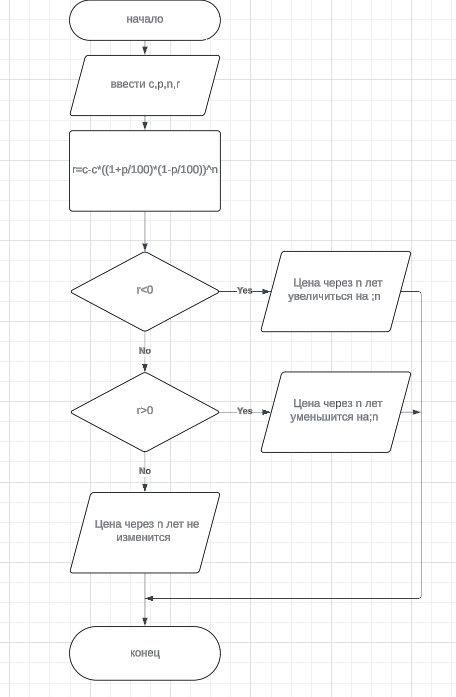 начало
ввести c,p,n,r
r=c-c*((1+p/100)*(1-p/100))^n
r<0
Yes
Цена через n лет
увеличиться на ;n
No
r>0
Yes
Цена через n лет
уменьшится на;n
No
Цена через n лет не
изменится
конец